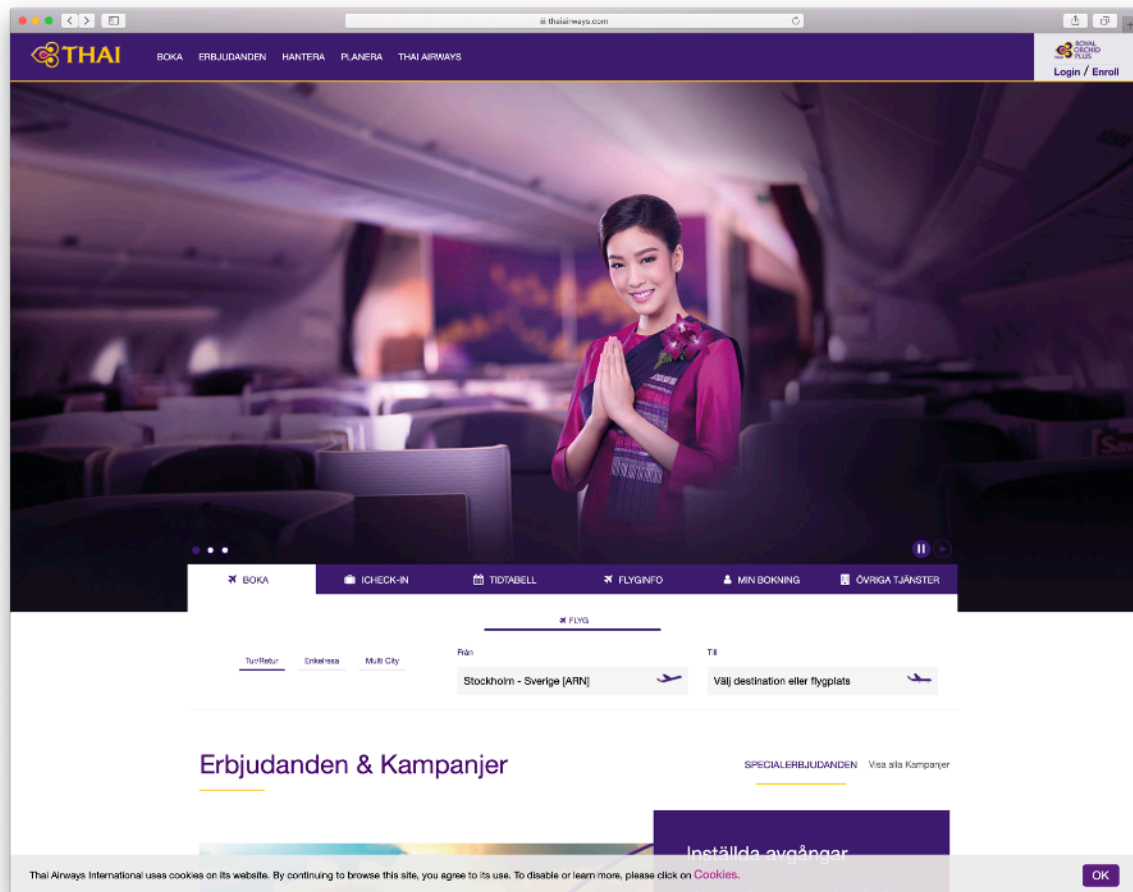 thaiairways.com
THAI
BOKA ERBJUDANDEN HANTERA PLANERA THAI AIRWAYS
ROYAL
ORCHID
PLUS
Login / Enroll
BOKA ICHECK-IN TIDTABELL FLYGINFO MIN BOKNING ÖVRIGA TJÄNSTER
FLYG
Tur/Retur Enkelresa Multi City
Från Till
Stockholm - Sverige [ARN] Välj destination eller flygplats
Erbjudanden & Kampanjer
SPECIALERBJUDANDEN Visa alla Kampanjer
Inställda avgångar
Thai Airways International uses cookies on its website. By continuing to browse this site, you agree to its use. To disable or learn more, please click on Cookies. OK